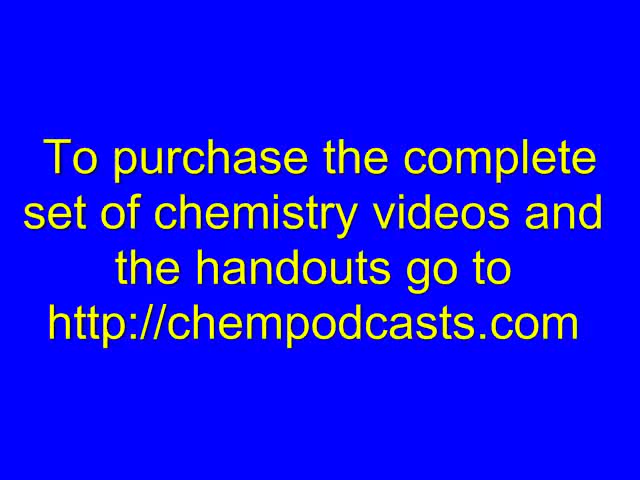 To purchase the complete
set of chemistry videos and
the handouts go to
http://chempodcasts.com